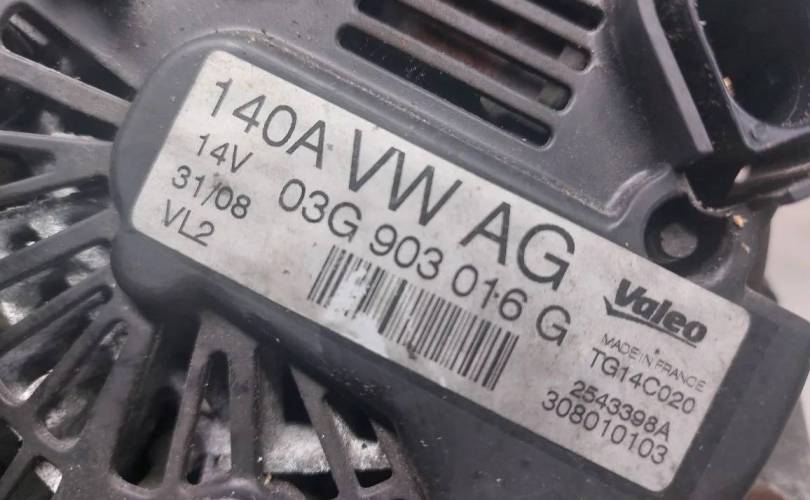 140A VW AG
14V
31/08
VL2
03G 903 016 G
Valeo
MADE IN FRANCE
TG14C020
2543398A
308010103